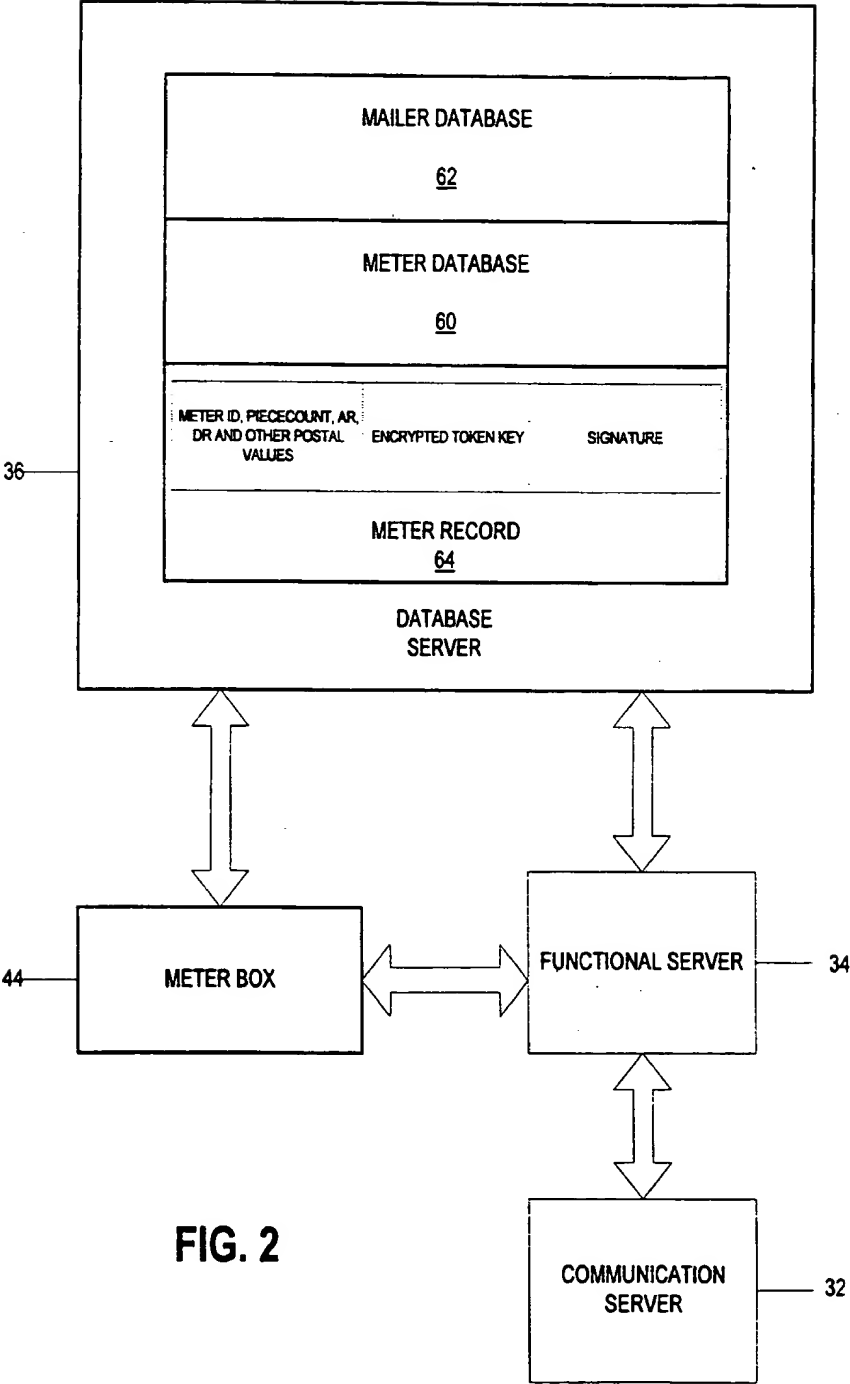 MAILER DATABASE
62
METER DATABASE
60
METER ID, PIECECOUNT, AR,
DR AND OTHER POSTAL
VALUES
ENCRYPTED TOKEN KEY
SIGNATURE
36
METER RECORD
64
DATABASE
SERVER
44
METER BOX
FUNCTIONAL SERVER
34
FIG. 2
COMMUNICATION
SERVER
32